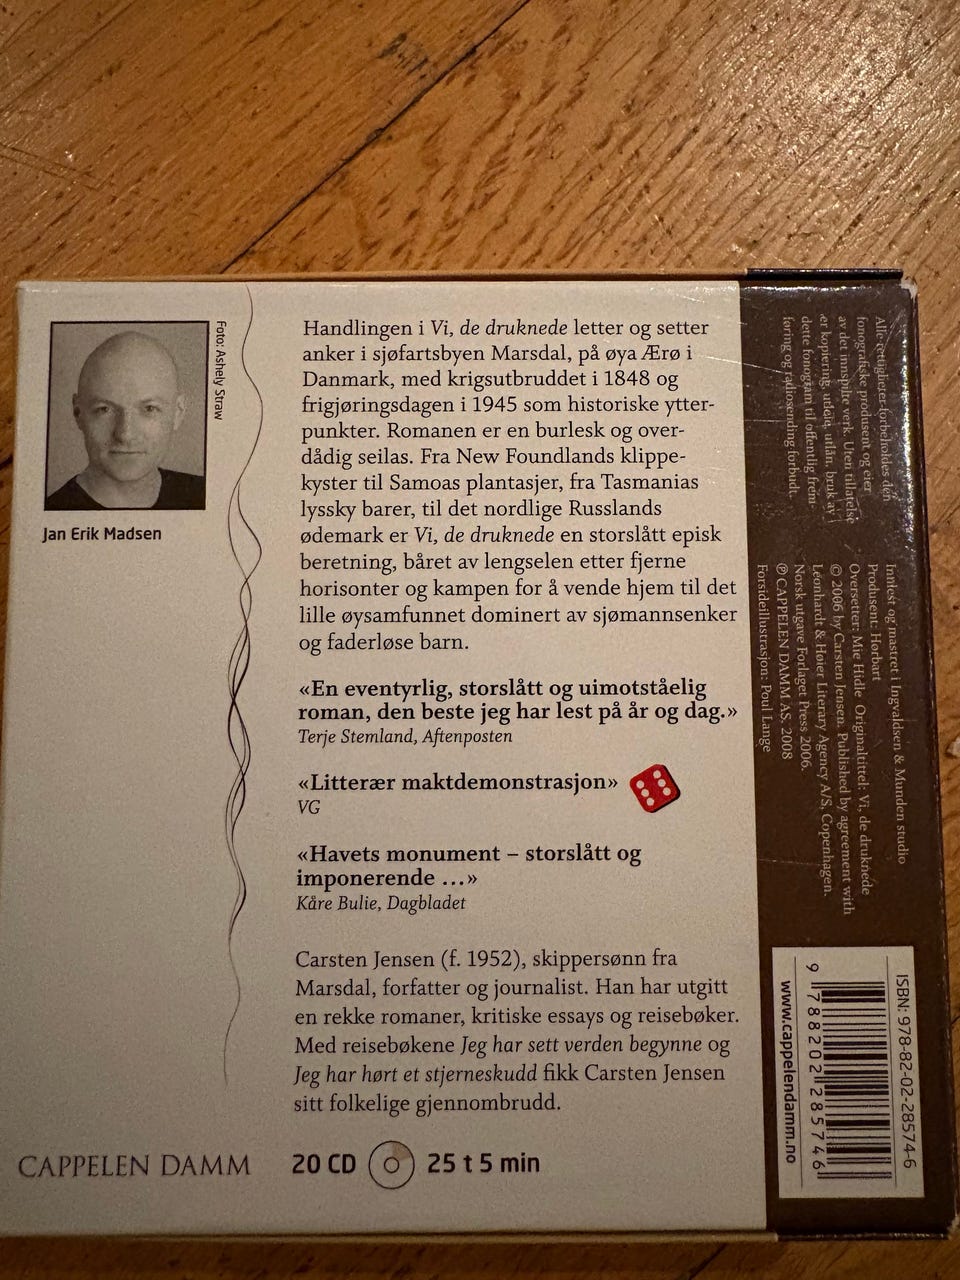 Foto: Ashely Straw
Jan Erik Madsen
Handlingen i Vi, de druknede letter og setter
anker i sjøfartsbyen Marsdal, på øya Ærø i
Danmark, med krigsutbruddet i 1848 og
frigjøringsdagen i 1945 som historiske ytter-
punkter. Romanen er en burlesk og over-
dådig seilas. Fra New Foundlands klippe-
kyster til Samoas plantasjer, fra Tasmanias
lyssky barer, til det nordlige Russlands
ødemark er Vi, de druknede en storslått episk
beretning, båret av lengselen etter fjerne
horisonter og kampen for å vende hjem til det
lille øysamfunnet dominert av sjømannsenker
og faderløse barn.
«En eventyrlig, storslått og uimotståelig
roman, den beste jeg har lest på år og dag.»
Terje Stemland, Aftenposten
«Litterær maktdemonstrasjon»
VG
«Havets monument – storslått og
imponerende ...»
Kåre Bulie, Dagbladet
Carsten Jensen (f. 1952), skippersønn fra
Marsdal, forfatter og journalist. Han har utgitt
en rekke romaner, kritiske essays og reisebøker.
Med reisebøkene Jeg har sett verden begynne og
Jeg har hørt et stjerneskudd fikk Carsten Jensen
sitt folkelige gjennombrudd.
CAPPELEN DAMM
20 CD
25 t 5 min
Alle rettigheter forbeholdes den
fonografiske produsent og eier
av det innspilte verk. Uten tillatelse
er kopiering, utleie, utlån, bruk av
dette fonogram til offentlig frem-
føring og radiosending forbudt.
Innlest og mastret i Ingvaldsen & Munden studio
Produsent: Hørbart
Oversetter: Mie Hidle Originaltittel: Vi, de druknede
© 2006 by Carsten Jensen. Published by agreement with
Leonhardt & Høier Literary Agency A/S, Copenhagen.
Norsk utgave Forlaget Press 2006.
℗ CAPPELEN DAMM AS, 2008
Forsideillustrasjon: Poul Lange
ISBN: 978-82-02-28574-6
9 788202 285746
www.cappelendamm.no